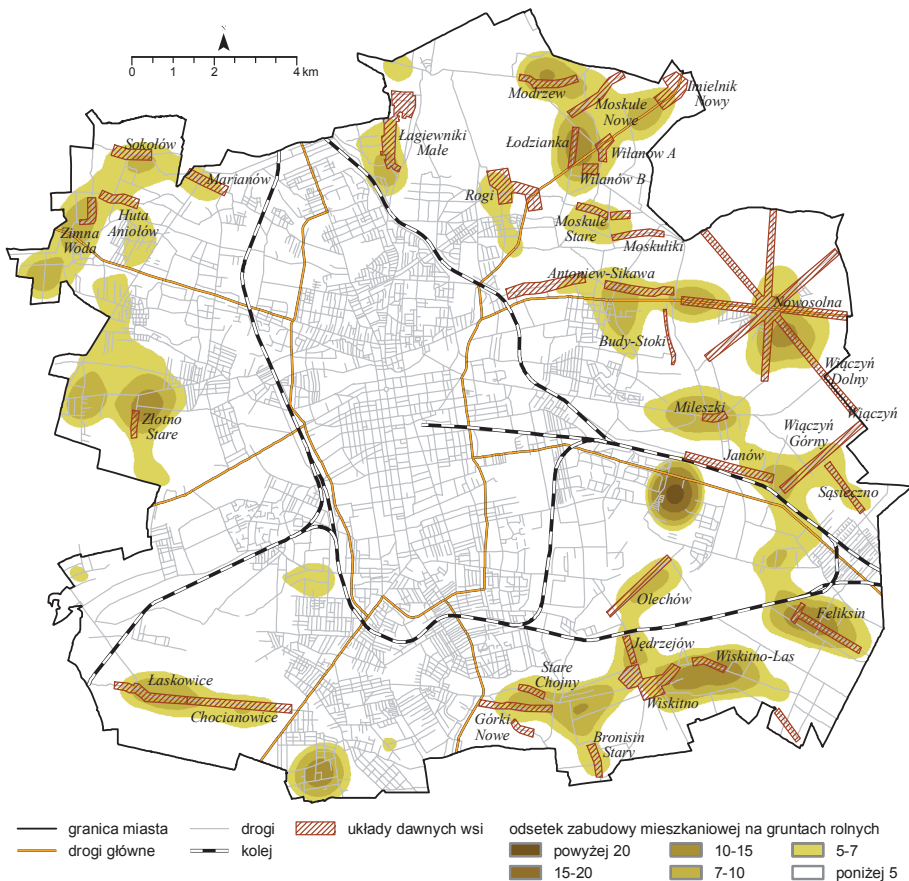 N
0 1 2 4 km
Modrzew
Imielnik
Nowy
Moskule
Nowe
Łagiewniki
Małe
Łodzianka
Wilanów A
Wilanów B
Sokołów
Marianów
Rogi
Huta
Aniołów
Zimna
Woda
Moskule
Stare
Moskuliki
Antoniew-Sikawa
Nowosolna
Budy-Stoki
Wiączyń
Dolny
Mileszki
Wiączyń
Złotno
Stare
Wiączyń
Górny
Janów
Sąsieczno
Olechów
Feliksin
Jędrzejów
Wiskitno-Las
Stare
Chojny
Łaskowice
Chocianowice
Wiskitno
Górki
Nowe
Bronisin
Stary
granica miasta drogi układy dawnych wsi odsetek zabudowy mieszkaniowej na gruntach rolnych
drogi główne kolej powyżej 20 10-15 5-7
15-20 7-10 poniżej 5